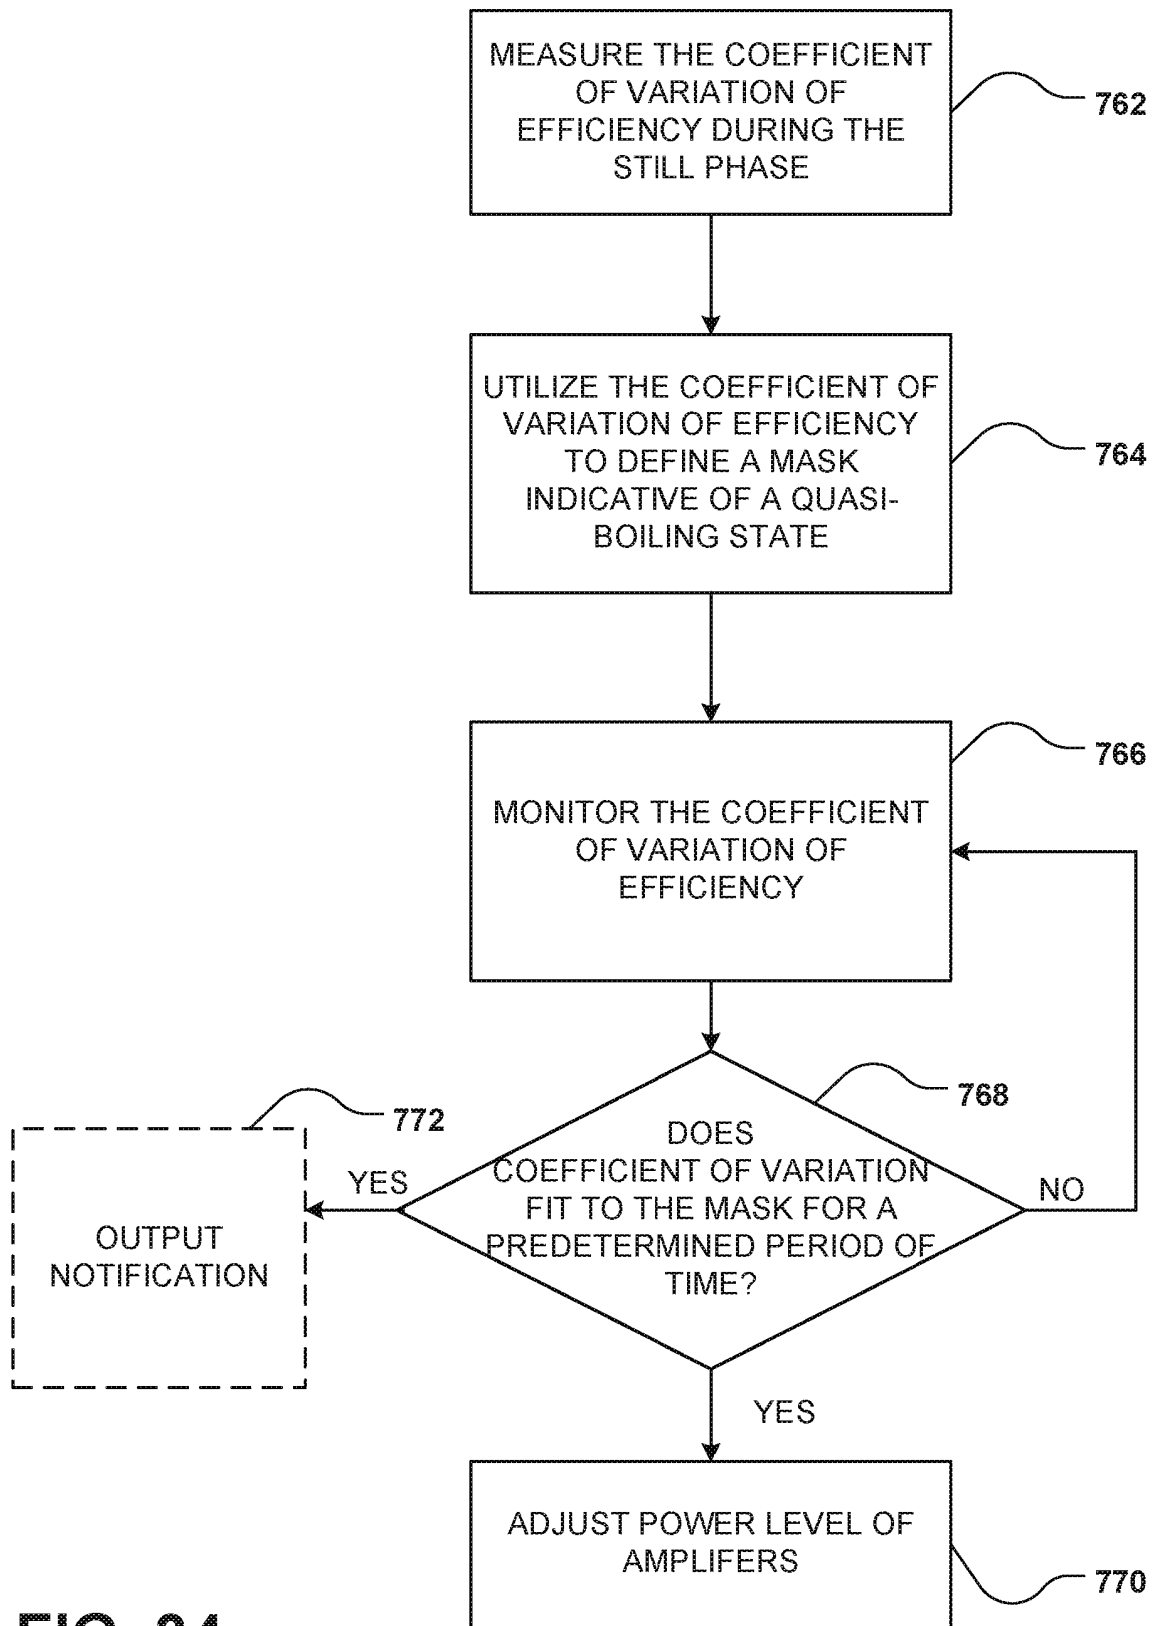 MEASURE THE COEFFICIENT
OF VARIATION OF
EFFICIENCY DURING THE
STILL PHASE
762
UTILIZE THE COEFFICIENT OF
VARIATION OF EFFICIENCY
TO DEFINE A MASK
INDICATIVE OF A QUASI-
BOILING STATE
764
766
MONITOR THE COEFFICIENT
OF VARIATION OF
EFFICIENCY
768
772
DOES
COEFFICIENT OF VARIATION
FIT TO THE MASK FOR A
PREDETERMINED PERIOD OF
TIME?
YES
NO
OUTPUT
NOTIFICATION
YES
ADJUST POWER LEVEL OF
AMPLIFERS
770